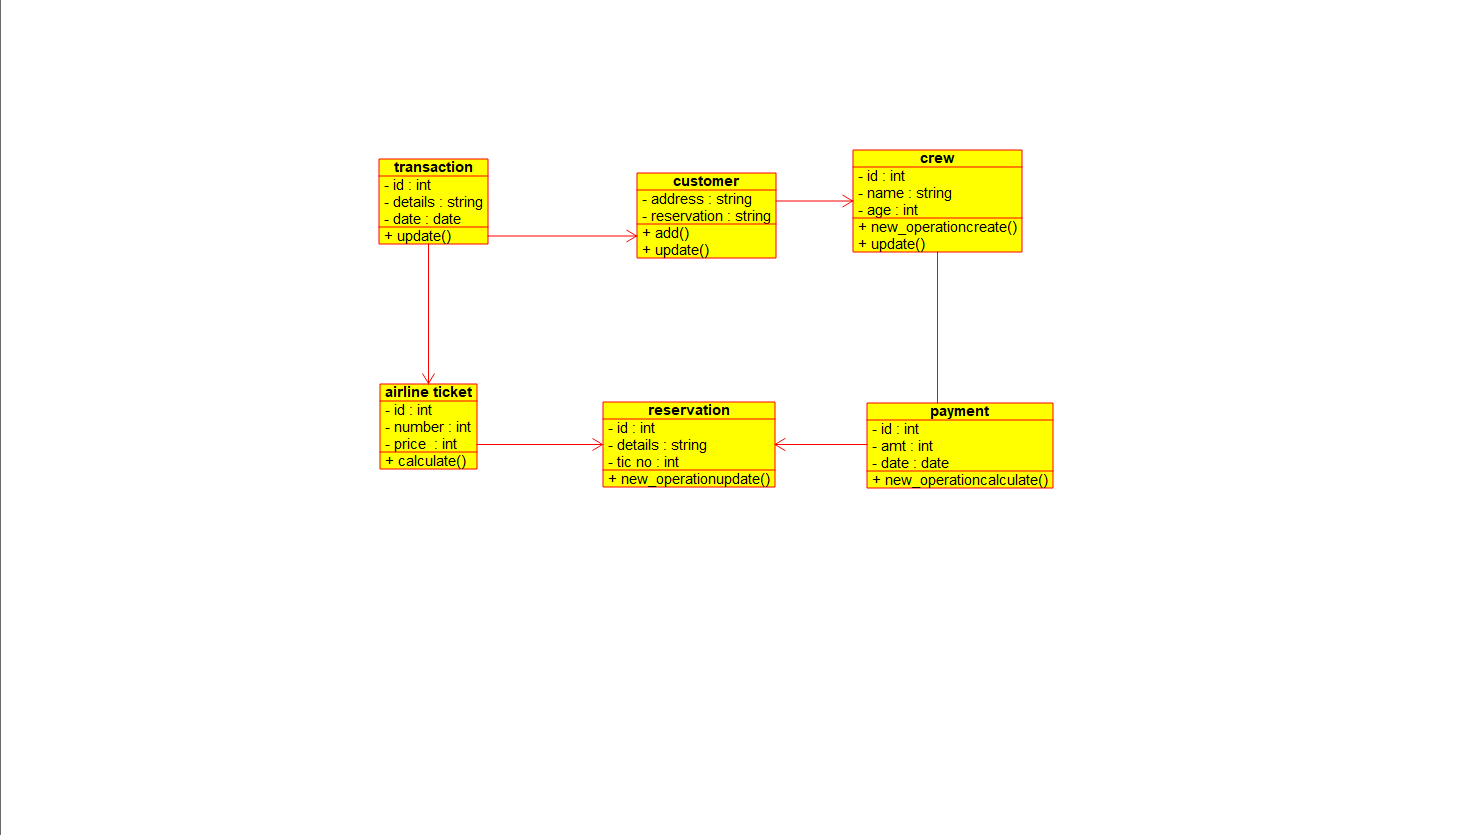 transaction
- id : int
- details : string
- date : date
+ update()
customer
- address : string
- reservation : string
+ add()
+ update()
crew
- id : int
- name : string
- age : int
+ new_operationcreate()
+ update()
airline ticket
- id : int
- number : int
- price  : int
+ calculate()
reservation
- id : int
- details : string
- tic no : int
+ new_operationupdate()
payment
- id : int
- amt : int
- date : date
+ new_operationcalculate()